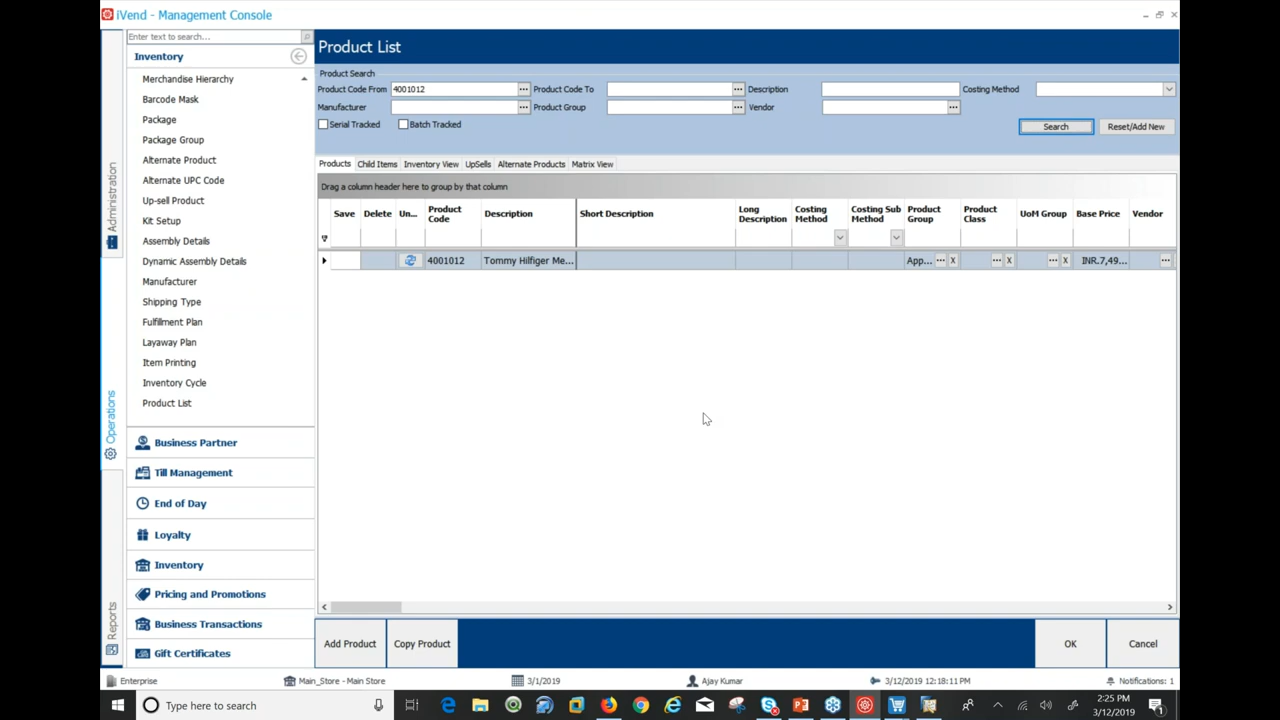 iVend - Management Console
Enter text to search...
Inventory
Merchandise Hierarchy
Barcode Mask
Package
Package Group
Alternate Product
Alternate UPC Code
Up-sell Product
Kit Setup
Assembly Details
Dynamic Assembly Details
Manufacturer
Shipping Type
Fulfillment Plan
Layaway Plan
Item Printing
Inventory Cycle
Product List
Business Partner
Till Management
End of Day
Loyalty
Inventory
Pricing and Promotions
Business Transactions
Gift Certificates
Administration
Operations
Reports
Product List
Product Search
Product Code From 4001012 ... Product Code To ... Description Costing Method
Manufacturer ... Product Group ... Vendor ...
Serial Tracked Batch Tracked
Search Reset/Add New
Products Child Items Inventory View UpSells Alternate Products Matrix View
Drag a column header here to group by that column
Save Delete Un... Product Code Description Short Description Long Description Costing Method Costing Sub Method Product Group Product Class UoM Group Base Price Vendor
4001012 Tommy Hilfiger Me... App... ... X ... X ... X INR.7,49... ...
Add Product Copy Product OK Cancel
Enterprise Main_Store - Main Store 3/1/2019 Ajay Kumar 3/12/2019 12:18:11 PM Notifications: 1
Type here to search
2:25 PM
3/12/2019
1